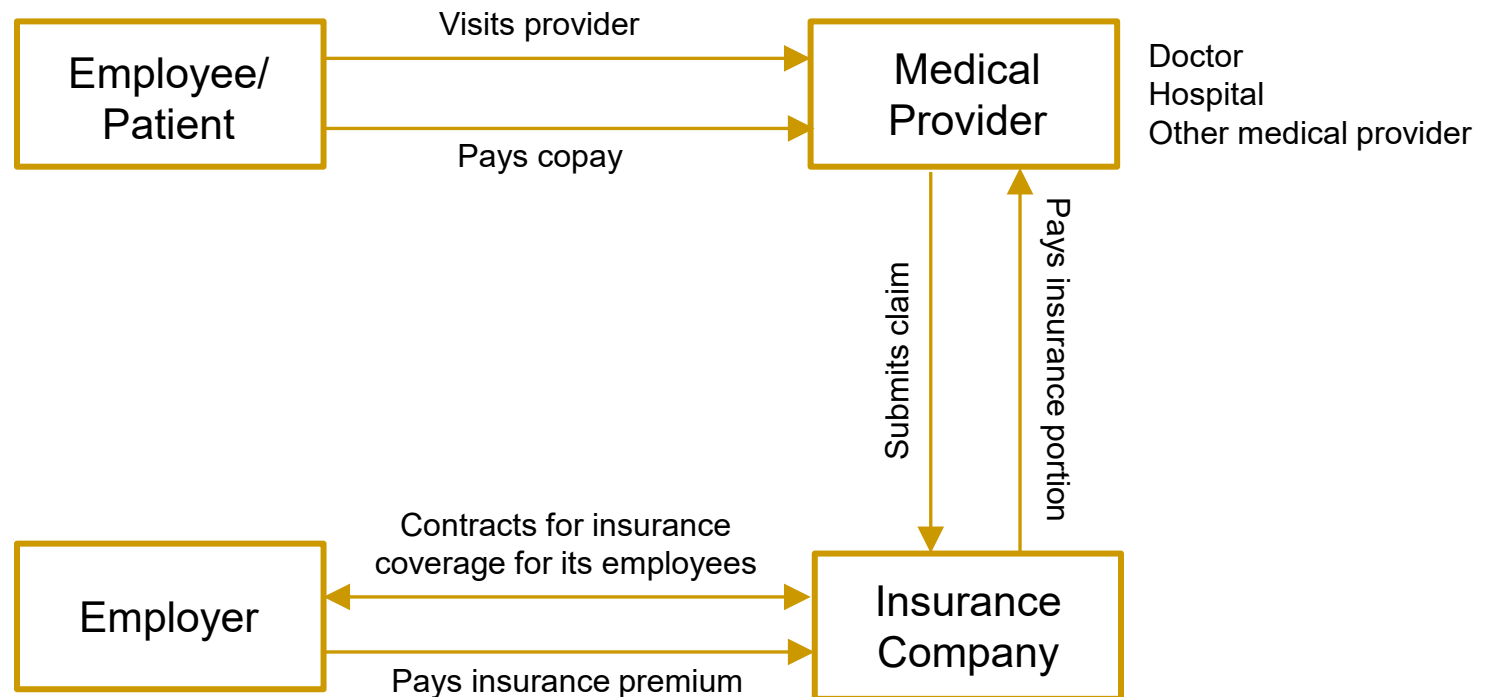 Visits provider
Employee/
Patient
Medical
Provider
Doctor
Hospital
Other medical provider
Pays copay
Submits claim
Pays insurance portion
Contracts for insurance
coverage for its employees
Employer
Insurance
Company
Pays insurance premium